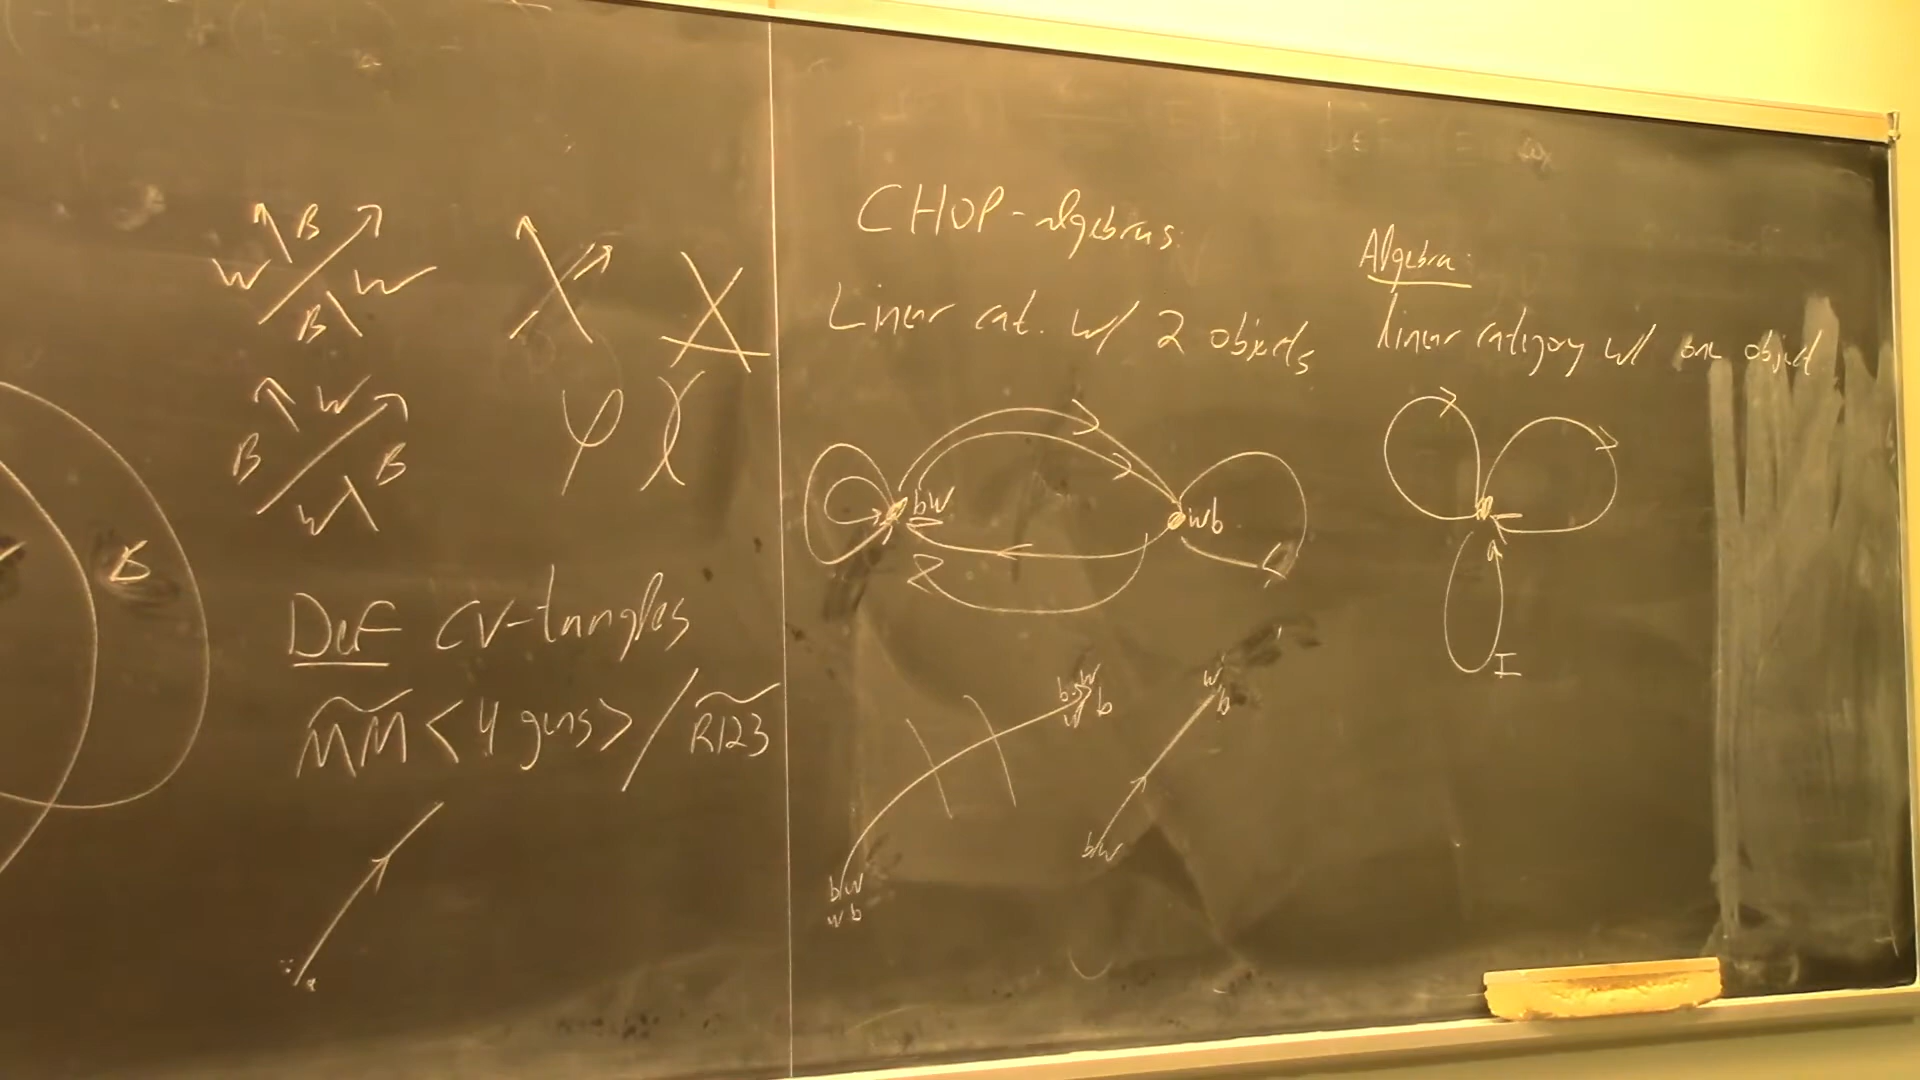 B
W W
B
W
B B
W
φ χ
B
DEF CV-tangles
MM < 4 gens > / R123
CHOP-algebras:
Linear cat. w/ 2 objects
bw wb
b w
w b
b w
w b
w
b
bw
Algebra:
linear category w/ one object
I